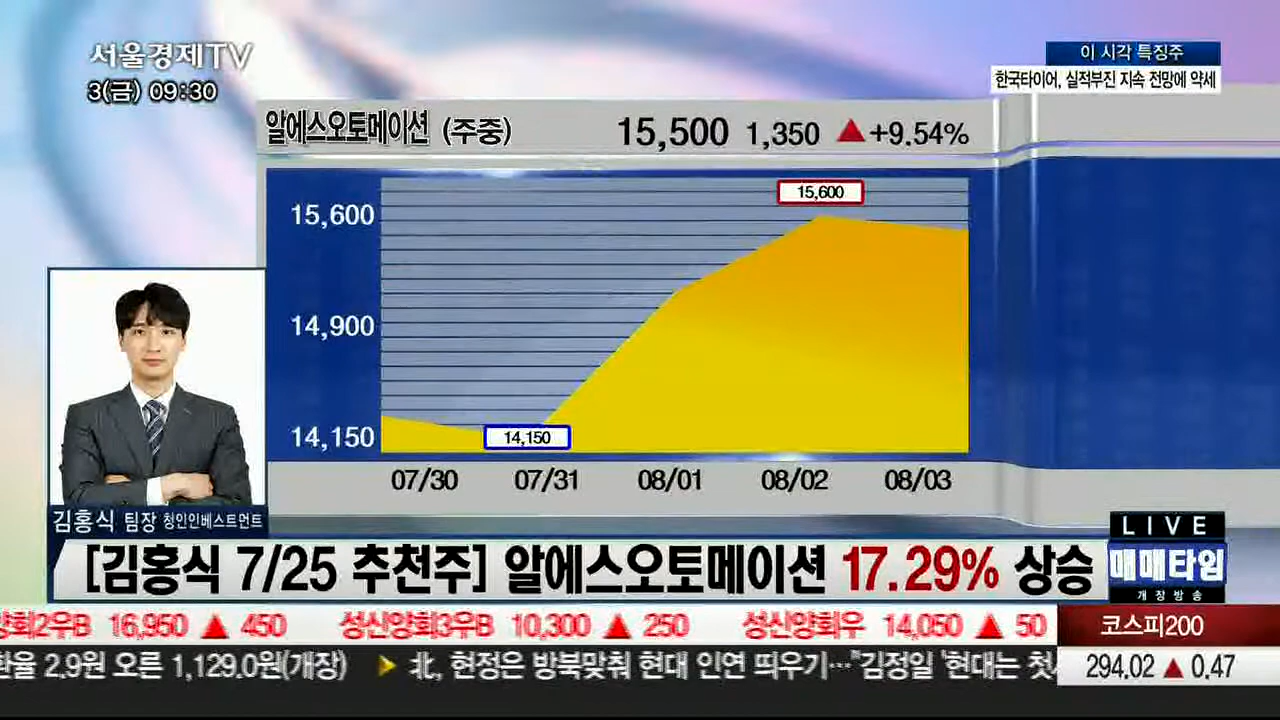 서울경제TV
3(금) 09:30
이 시각 특징주
한국타이어, 실적부진 지속 전망에 약세
알에스오토메이션 (주중) 15,500 1,350 ▲+9.54%
15,600
15,600
14,900
14,150
14,150
07/30 07/31 08/01 08/02 08/03
김홍식 팀장 청인인베스트먼트
[김홍식 7/25 추천주] 알에스오토메이션 17.29% 상승
LIVE
매매타임
개장방송
양회2우B 16,950 ▲ 450 성신양회3우B 10,300 ▲ 250 성신양회우 14,050 ▲ 50
코스피200
환율 2.9원 오른 1,129.0원(개장) ▶ 北, 현정은 방북맞춰 현대 인연 띄우기…"김정일 '현대는 첫
294.02 ▲ 0.47